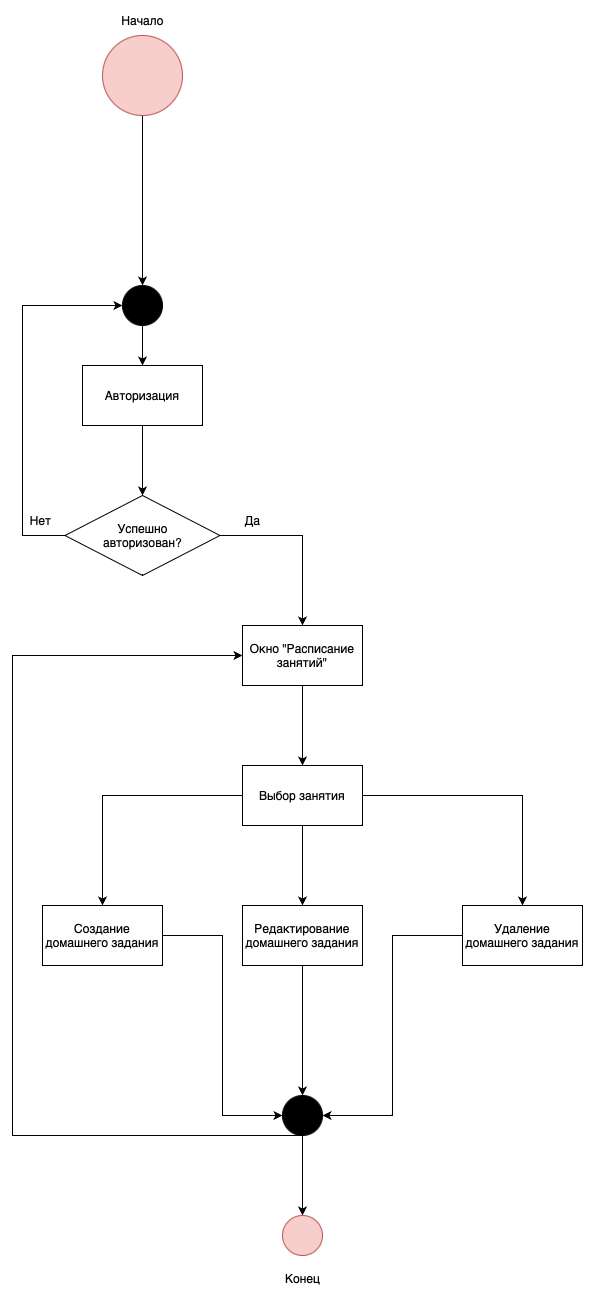 Начало
Авторизация
Успешно
авторизован?
Нет
Да
Окно "Расписание
занятий"
Выбор занятия
Создание
домашнего задания
Редактирование
домашнего задания
Удаление
домашнего задания
Конец